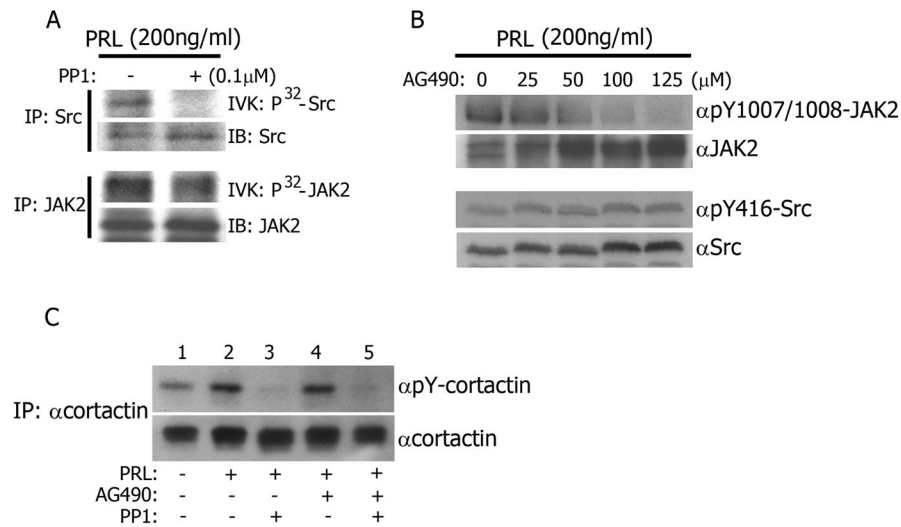 A
PRL (200ng/ml)
PP1: - + (0.1μM)
IP: Src
IVK: P32-Src
IB: Src
IP: JAK2
IVK: P32-JAK2
IB: JAK2
B
PRL (200ng/ml)
AG490: 0 25 50 100 125 (μM)
αpY1007/1008-JAK2
αJAK2
αpY416-Src
αSrc
C
1 2 3 4 5
IP: αcortactin
αpY-cortactin
αcortactin
PRL: - + + + +
AG490: - - - + +
PP1: - - + - +